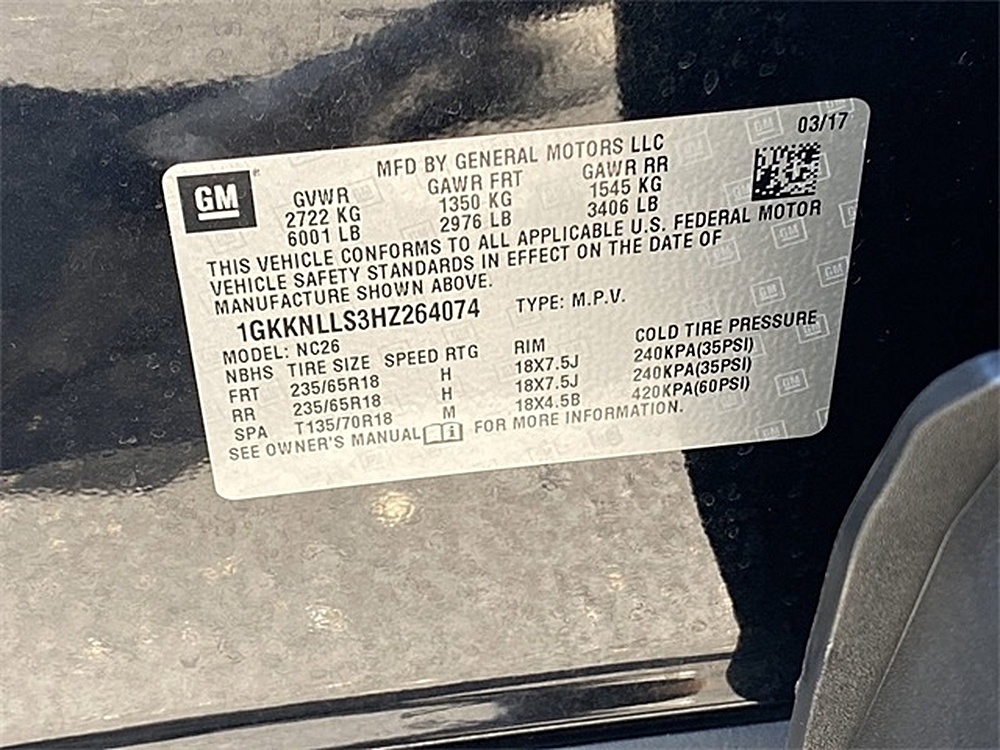 03/17
MFD BY GENERAL MOTORS LLC
GM
GVWR GAWR FRT GAWR RR
2722 KG 1350 KG 1545 KG
6001 LB 2976 LB 3406 LB
THIS VEHICLE CONFORMS TO ALL APPLICABLE U.S. FEDERAL MOTOR
VEHICLE SAFETY STANDARDS IN EFFECT ON THE DATE OF
MANUFACTURE SHOWN ABOVE.
1GKKNLLS3HZ264074 TYPE: M.P.V.
MODEL: NC26
NBHS TIRE SIZE SPEED RTG RIM COLD TIRE PRESSURE
FRT 235/65R18 H 18X7.5J 240KPA(35PSI)
RR 235/65R18 H 18X7.5J 240KPA(35PSI)
SPA T135/70R18 M 18X4.5B 420KPA(60PSI)
SEE OWNER'S MANUAL FOR MORE INFORMATION.